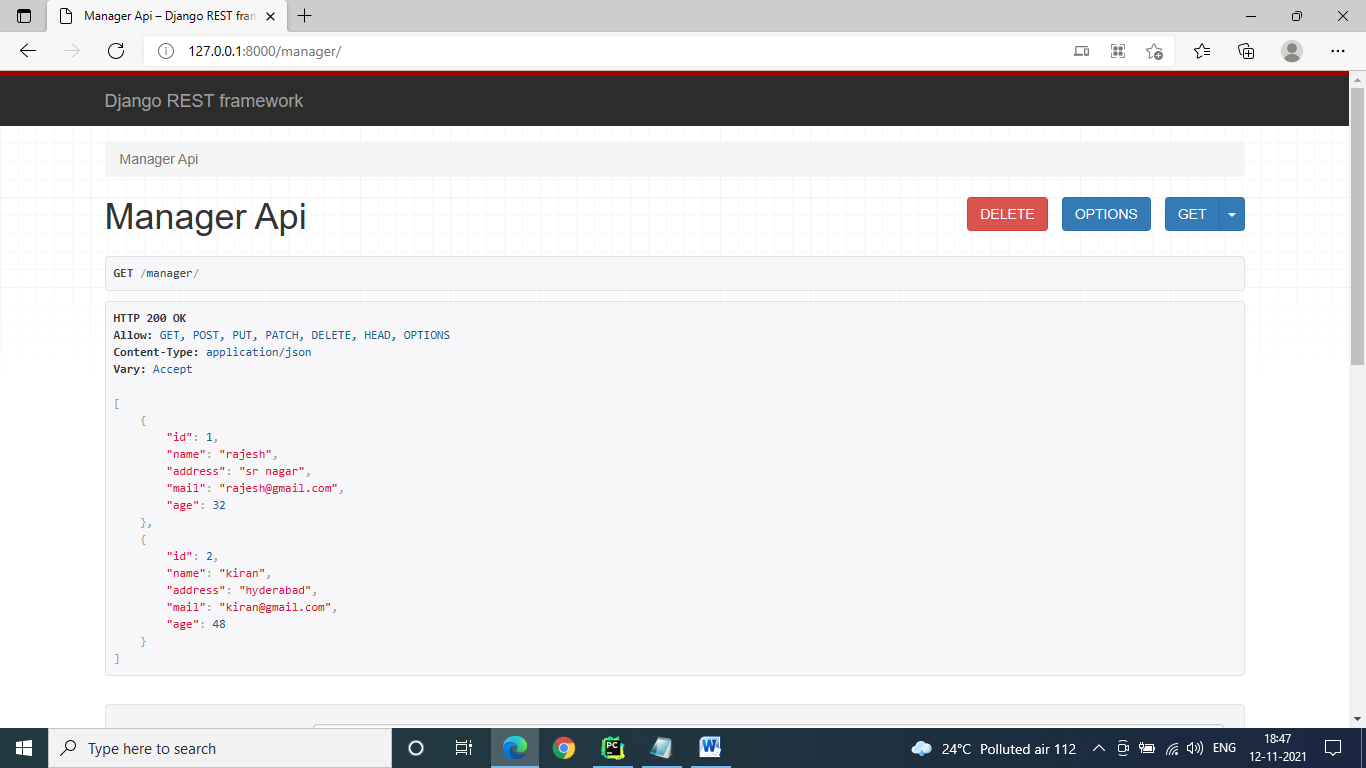 Manager Api – Django REST fram
127.0.0.1:8000/manager/
Django REST framework
Manager Api
Manager Api
DELETE
OPTIONS
GET
GET /manager/
HTTP 200 OK
Allow: GET, POST, PUT, PATCH, DELETE, HEAD, OPTIONS
Content-Type: application/json
Vary: Accept
[
{
"id": 1,
"name": "rajesh",
"address": "sr nagar",
"mail": "rajesh@gmail.com",
"age": 32
},
{
"id": 2,
"name": "kiran",
"address": "hyderabad",
"mail": "kiran@gmail.com",
"age": 48
}
]
Type here to search
PC
W
24°C Polluted air 112
ENG
18:47
12-11-2021